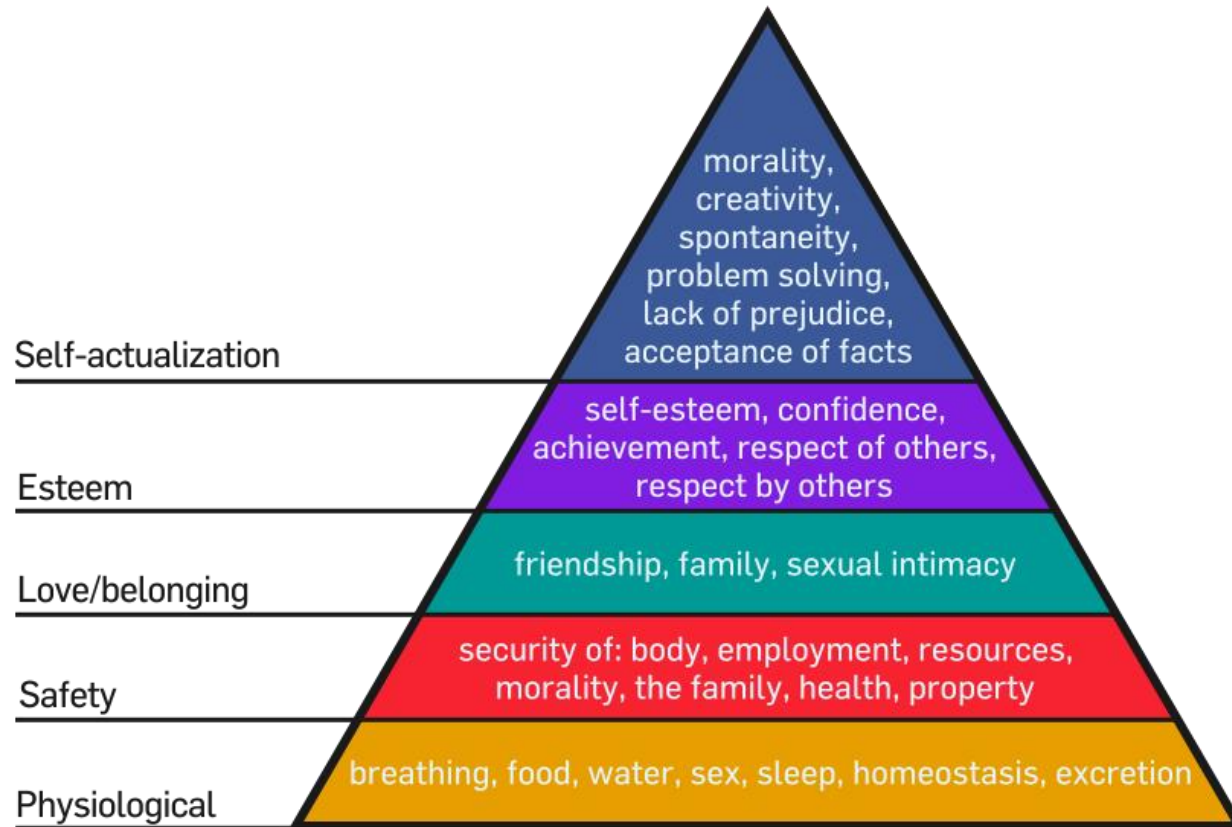 morality,
creativity,
spontaneity,
problem solving,
lack of prejudice,
acceptance of facts
Self-actualization
self-esteem, confidence,
achievement, respect of others,
respect by others
Esteem
friendship, family, sexual intimacy
Love/belonging
security of: body, employment, resources,
morality, the family, health, property
Safety
breathing, food, water, sex, sleep, homeostasis, excretion
Physiological